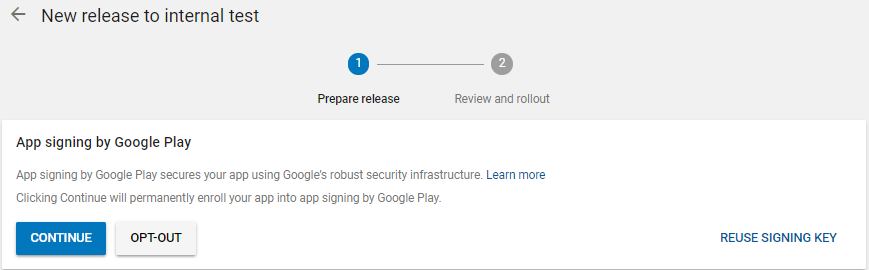 New release to internal test
1 2
Prepare release Review and rollout
App signing by Google Play
App signing by Google Play secures your app using Google's robust security infrastructure. Learn more
Clicking Continue will permanently enroll your app into app signing by Google Play.
CONTINUE OPT-OUT REUSE SIGNING KEY